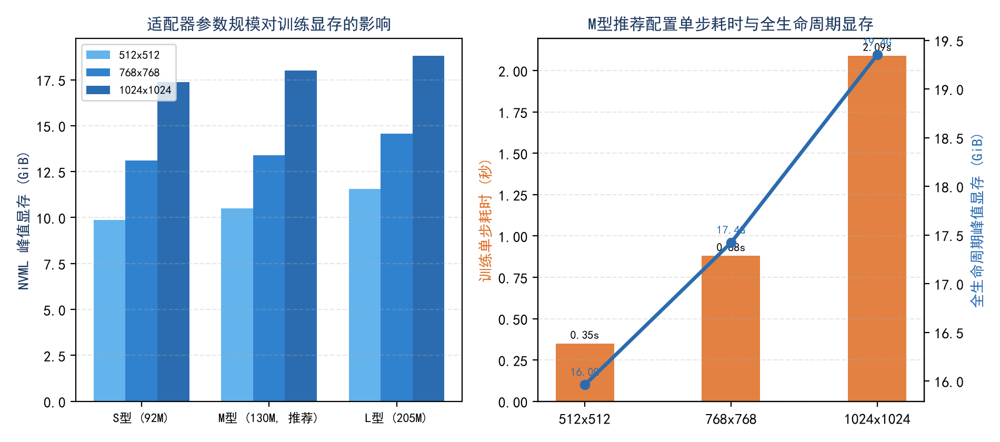 适配器参数规模对训练显存的影响
NVML 峰值显存 (GiB)
17.5
15.0
12.5
10.0
7.5
5.0
2.5
0.0
512x512
768x768
1024x1024
S型 (92M)
M型 (130M, 推荐)
L型 (205M)
M型推荐配置单步耗时与全生命周期显存
训练单步耗时 (秒)
2.00
1.75
1.50
1.25
1.00
0.75
0.50
0.25
0.00
0.35s
16.0G
17.4G
0.88s
19.4G
2.09s
512x512
768x768
1024x1024
19.5
19.0
18.5
18.0
17.5
17.0
16.5
16.0
全生命周期峰值显存 (GiB)